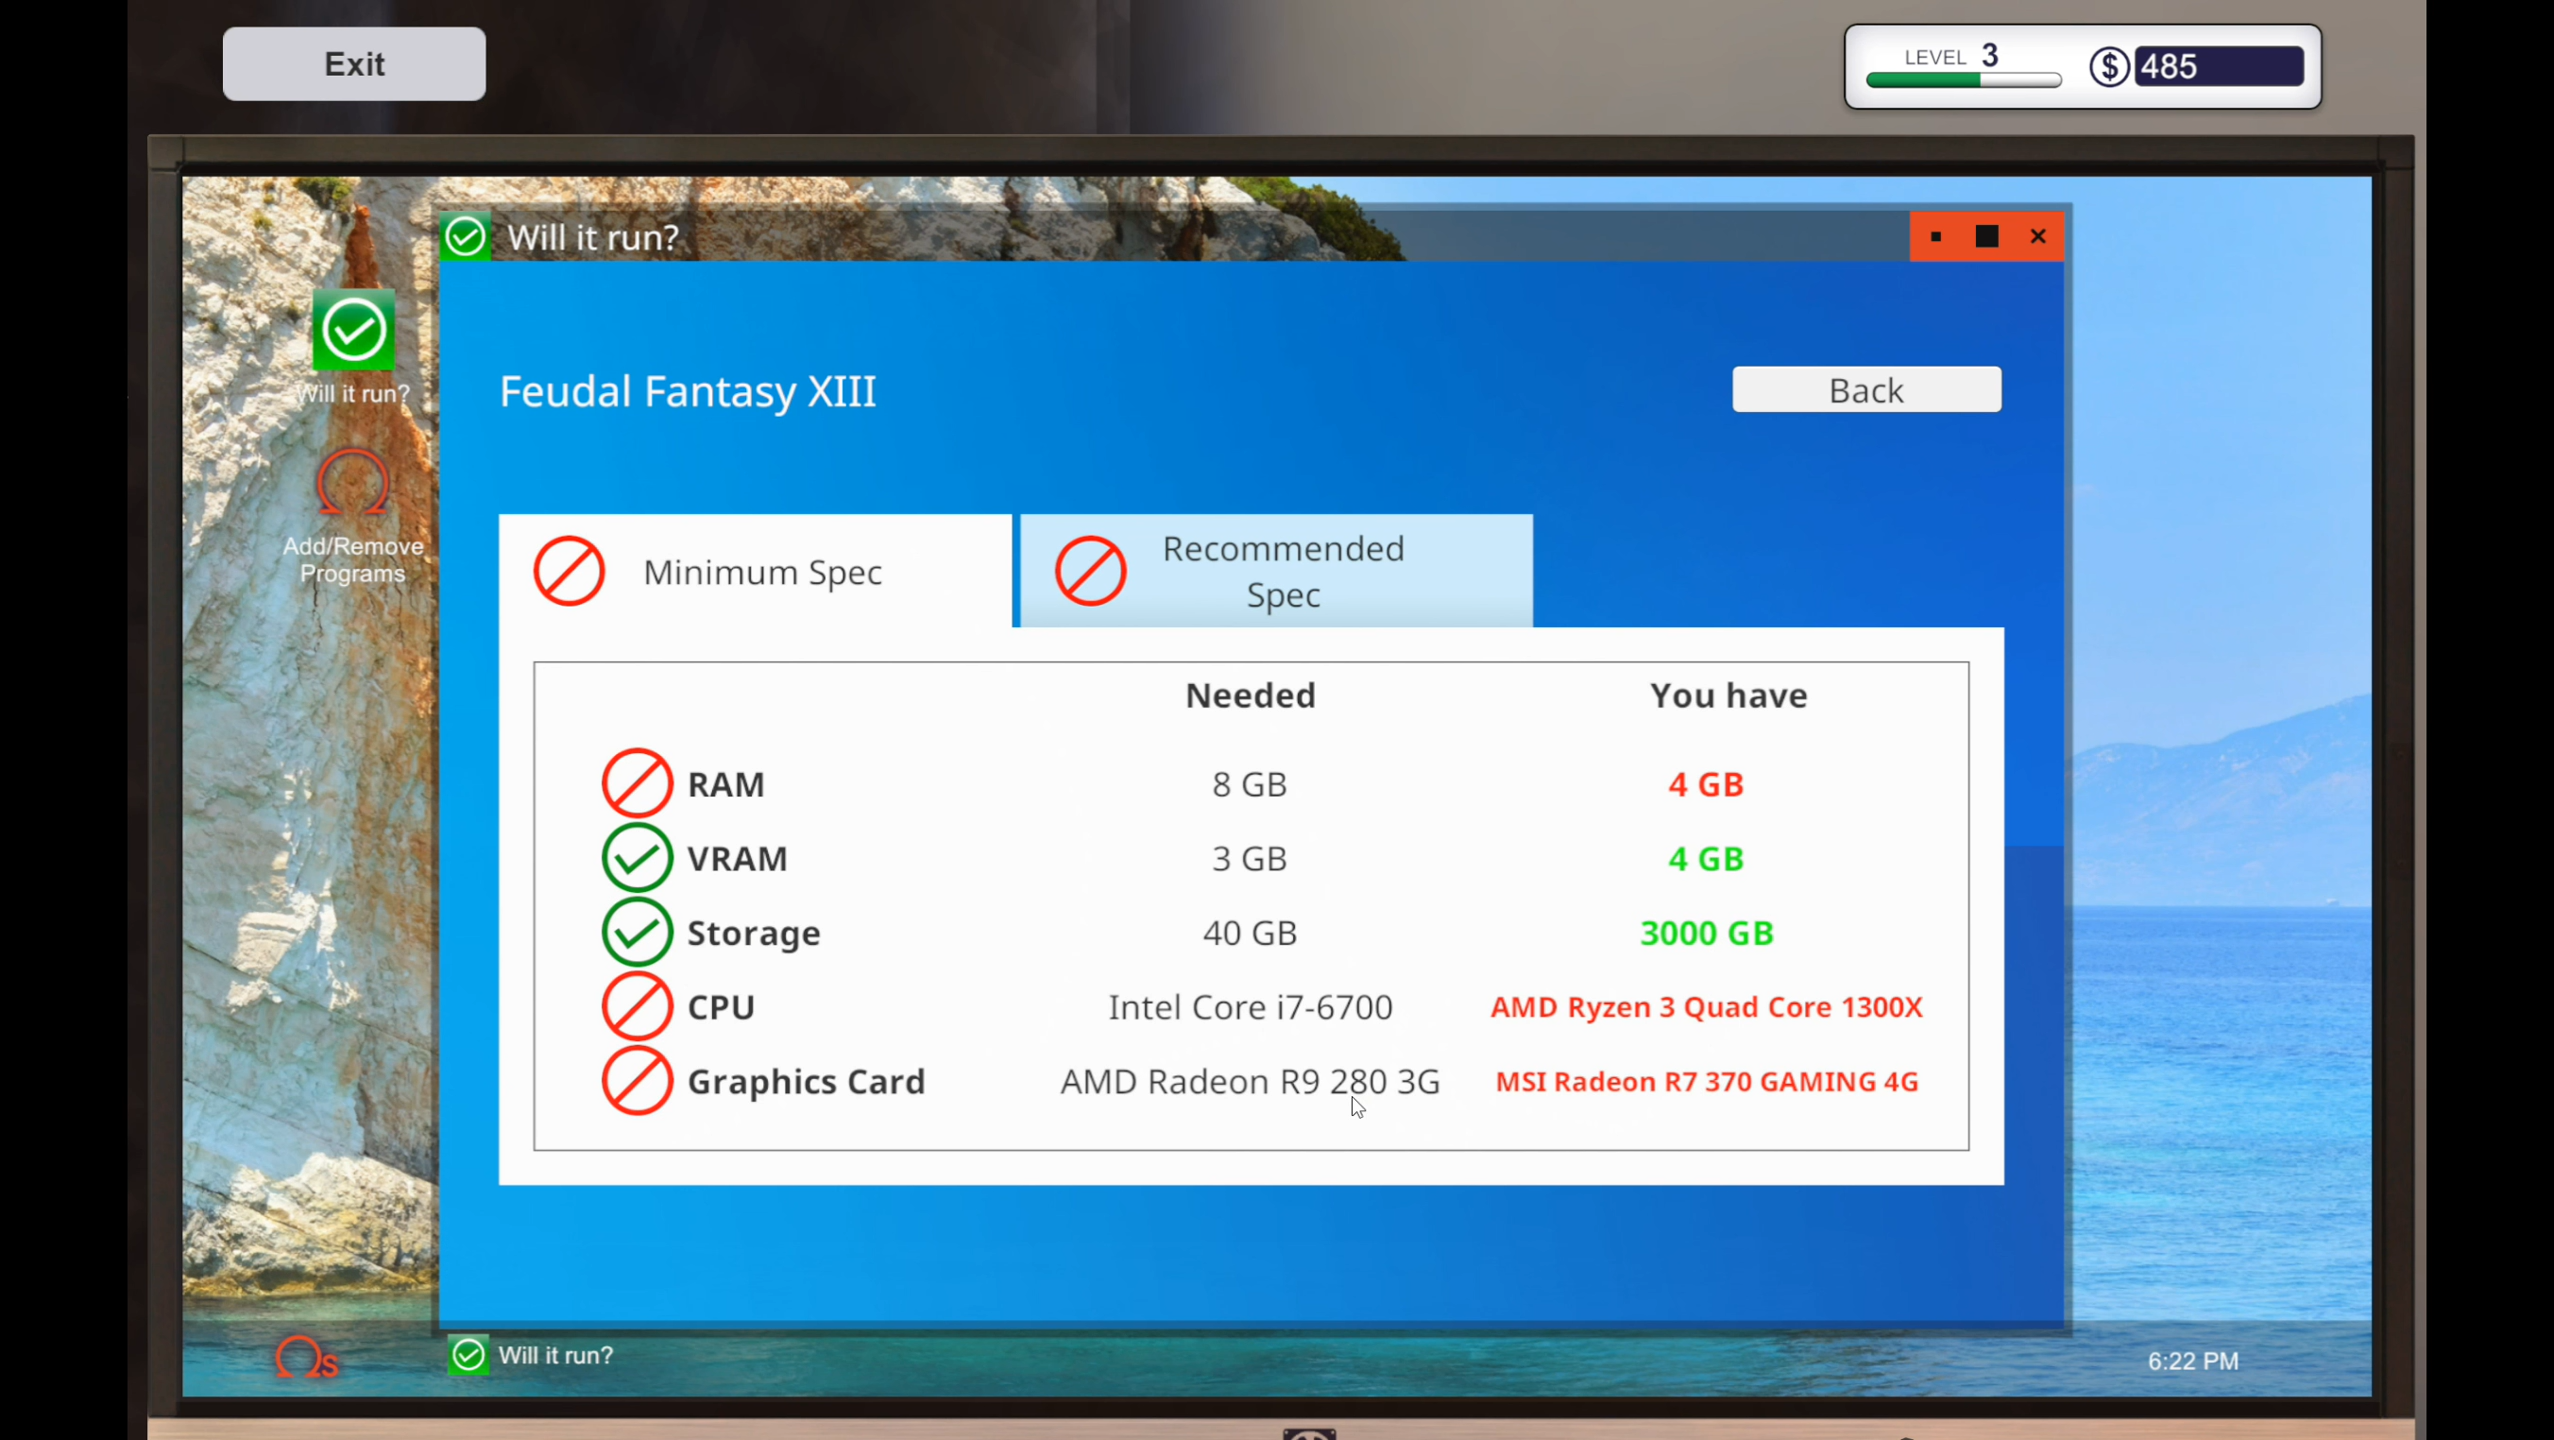 Exit
LEVEL 3
$ 485
Will it run?
Will it run?
Add/Remove
Programs
Feudal Fantasy XIII
Back
Minimum Spec
Recommended
Spec
Needed You have
RAM 8 GB 4 GB
VRAM 3 GB 4 GB
Storage 40 GB 3000 GB
CPU Intel Core i7-6700 AMD Ryzen 3 Quad Core 1300X
Graphics Card AMD Radeon R9 280 3G MSI Radeon R7 370 GAMING 4G
Ωs
Will it run?
6:22 PM